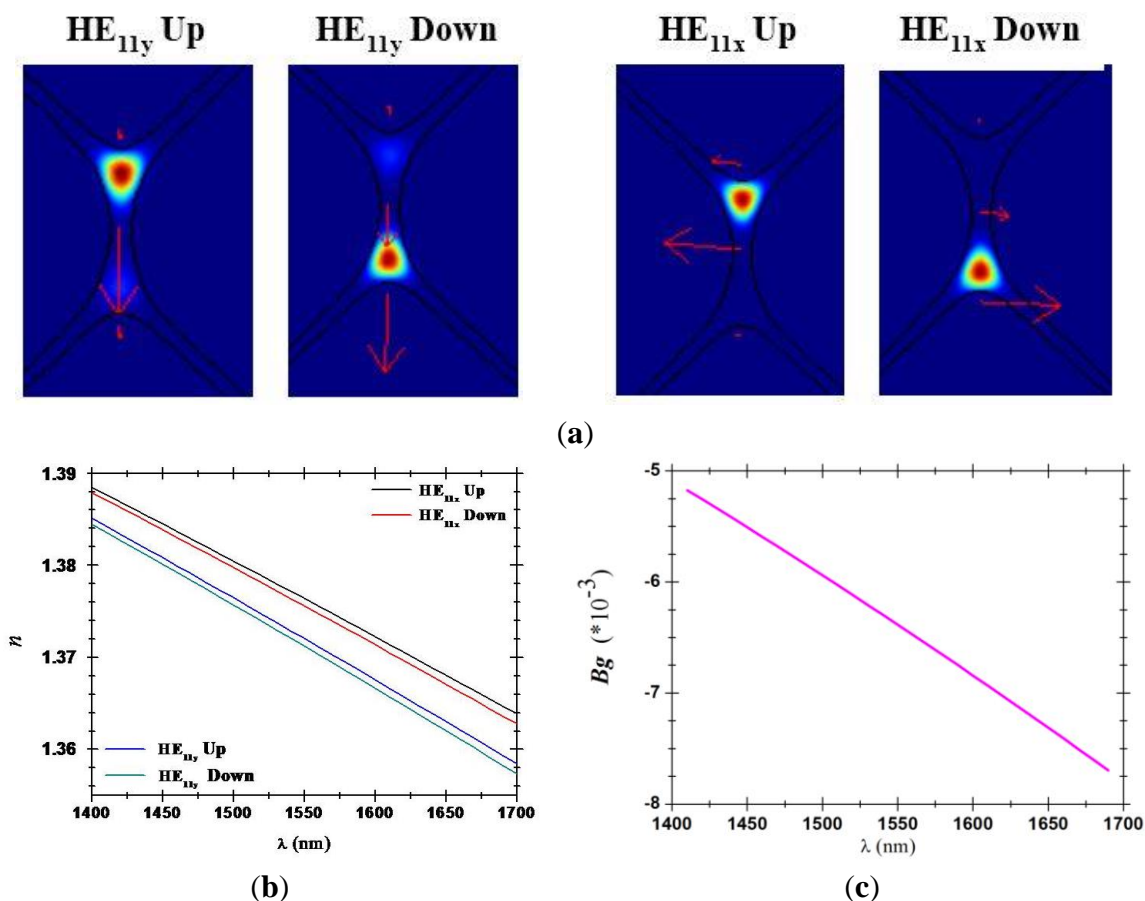 HE₁₁y Up HE₁₁y Down HE₁₁x Up HE₁₁x Down
(a)
1.39
1.38
1.37
1.36
n
HE₁₁x Up
HE₁₁x Down
HE₁₁y Up
HE₁₁y Down
1400 1450 1500 1550 1600 1650 1700
λ (nm)
(b)
-5
-6
-7
-8
Bg (*10⁻³)
1400 1450 1500 1550 1600 1650 1700
λ (nm)
(c)